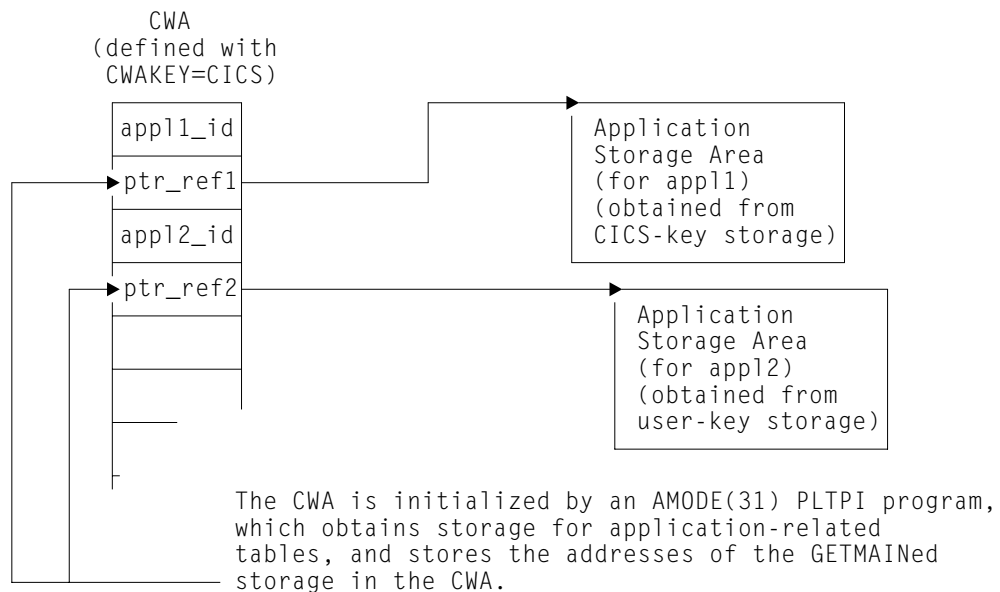 CWA
(defined with
CWAKEY=CICS)
appl1_id
ptr_ref1
appl2_id
ptr_ref2
Application
Storage Area
(for appl1)
(obtained from
CICS-key storage)
Application
Storage Area
(for appl2)
(obtained from
user-key storage)
The CWA is initialized by an AMODE(31) PLTPI program,
which obtains storage for application-related
tables, and stores the addresses of the GETMAINed
storage in the CWA.